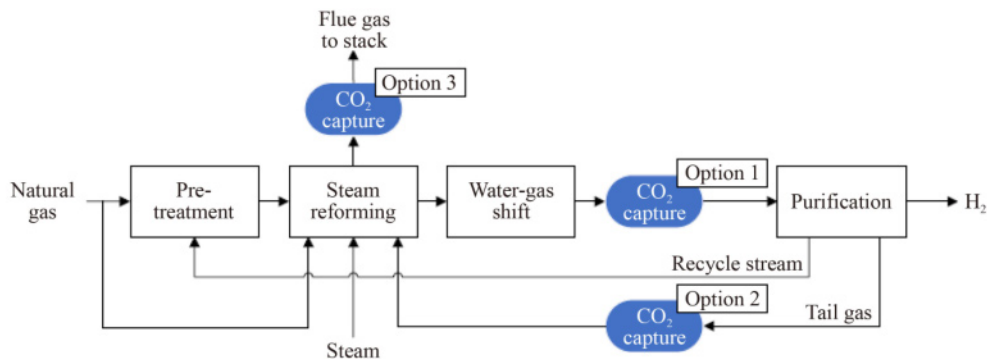 Flue gas
to stack
Option 3
CO₂
capture
Natural
gas
Pre-
treatment
Steam
reforming
Water-gas
shift
Option 1
CO₂
capture
Purification
H₂
Recycle stream
Option 2
CO₂
capture
Tail gas
Steam